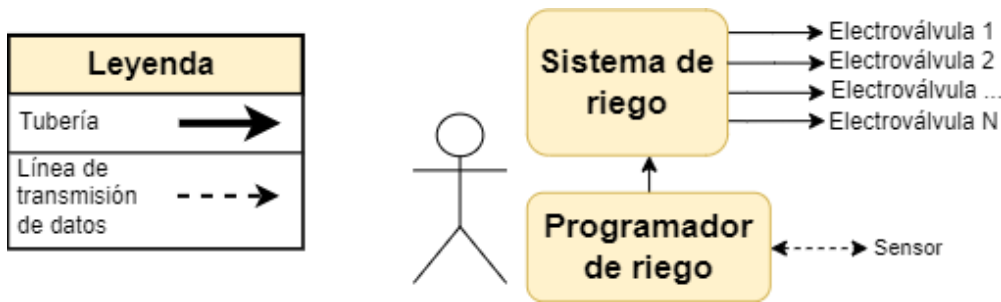 Leyenda
Tubería
Línea de
transmisión
de datos
Sistema de
riego
Electroválvula 1
Electroválvula 2
Electroválvula ...
Electroválvula N
Programador
de riego
Sensor